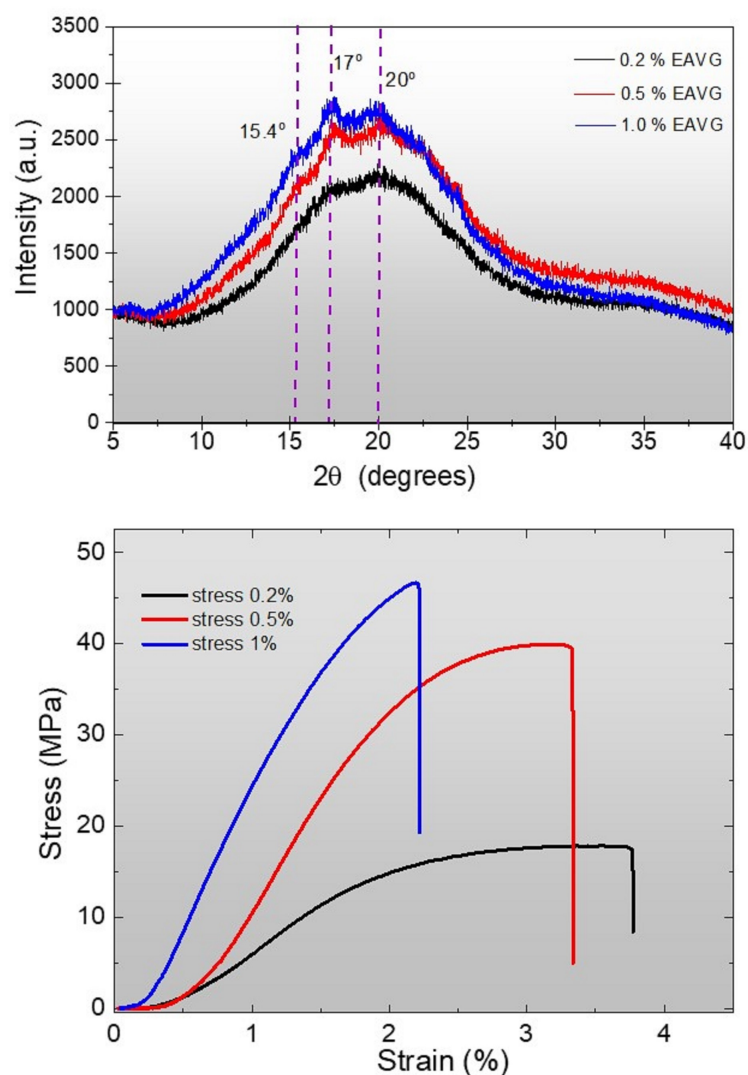 3500
3000
2500
2000
1500
1000
500
0
Intensity (a.u.)
15.4º
17º
20º
0.2 % EAVG
0.5 % EAVG
1.0 % EAVG
5
10
15
20
25
30
35
40
2θ (degrees)
50
40
30
20
10
0
Stress (MPa)
stress 0.2%
stress 0.5%
stress 1%
0
1
2
3
4
Strain (%)